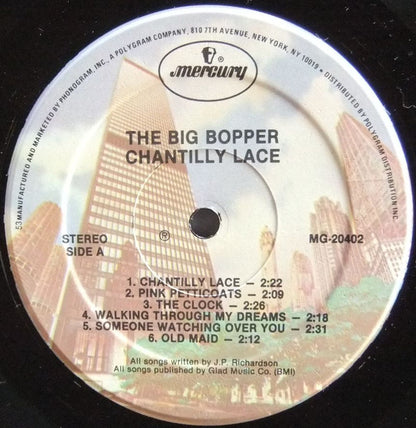 MANUFACTURED AND MARKETED BY PHONOGRAM, INC., A POLYGRAM COMPANY, 810 7TH AVENUE, NEW YORK, NY 10019 • DISTRIBUTED BY POLYGRAM DISTRIBUTION INC.
53
mercury®
THE BIG BOPPER
CHANTILLY LACE
STEREO
SIDE A
℗
MG-20402
1. CHANTILLY LACE – 2:22
2. PINK PETTICOATS – 2:09
3. THE CLOCK – 2:26
4. WALKING THROUGH MY DREAMS – 2:18
5. SOMEONE WATCHING OVER YOU – 2:31
6. OLD MAID – 2:12
All songs written by J.P. Richardson
All songs published by Glad Music Co. (BMI)